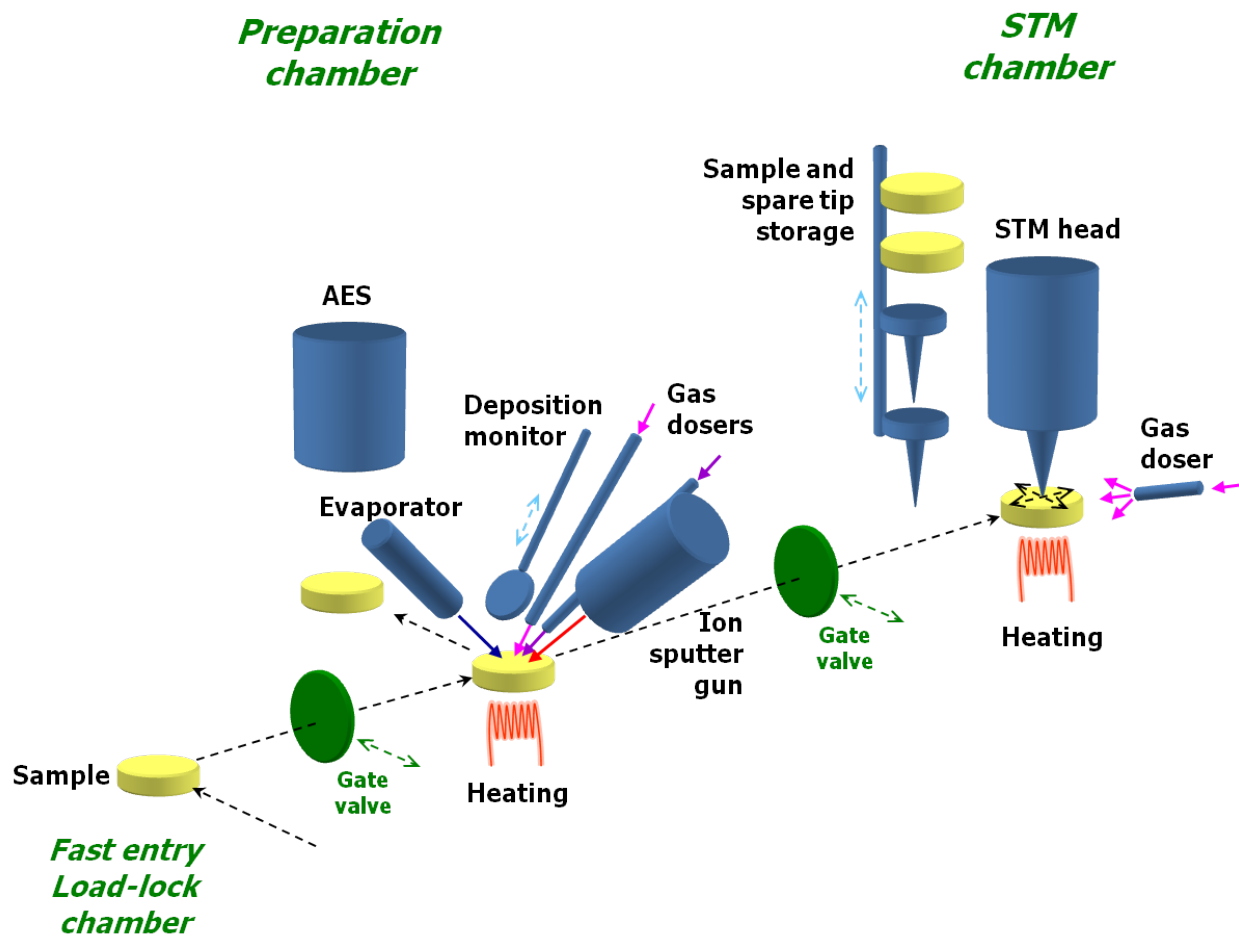 Preparation
chamber
STM
chamber
Sample and
spare tip
storage
STM head
AES
Deposition
monitor
Gas
dosers
Gas
doser
Evaporator
Ion
sputter
gun
Gate
valve
Heating
Sample
Gate
valve
Heating
Fast entry
Load-lock
chamber